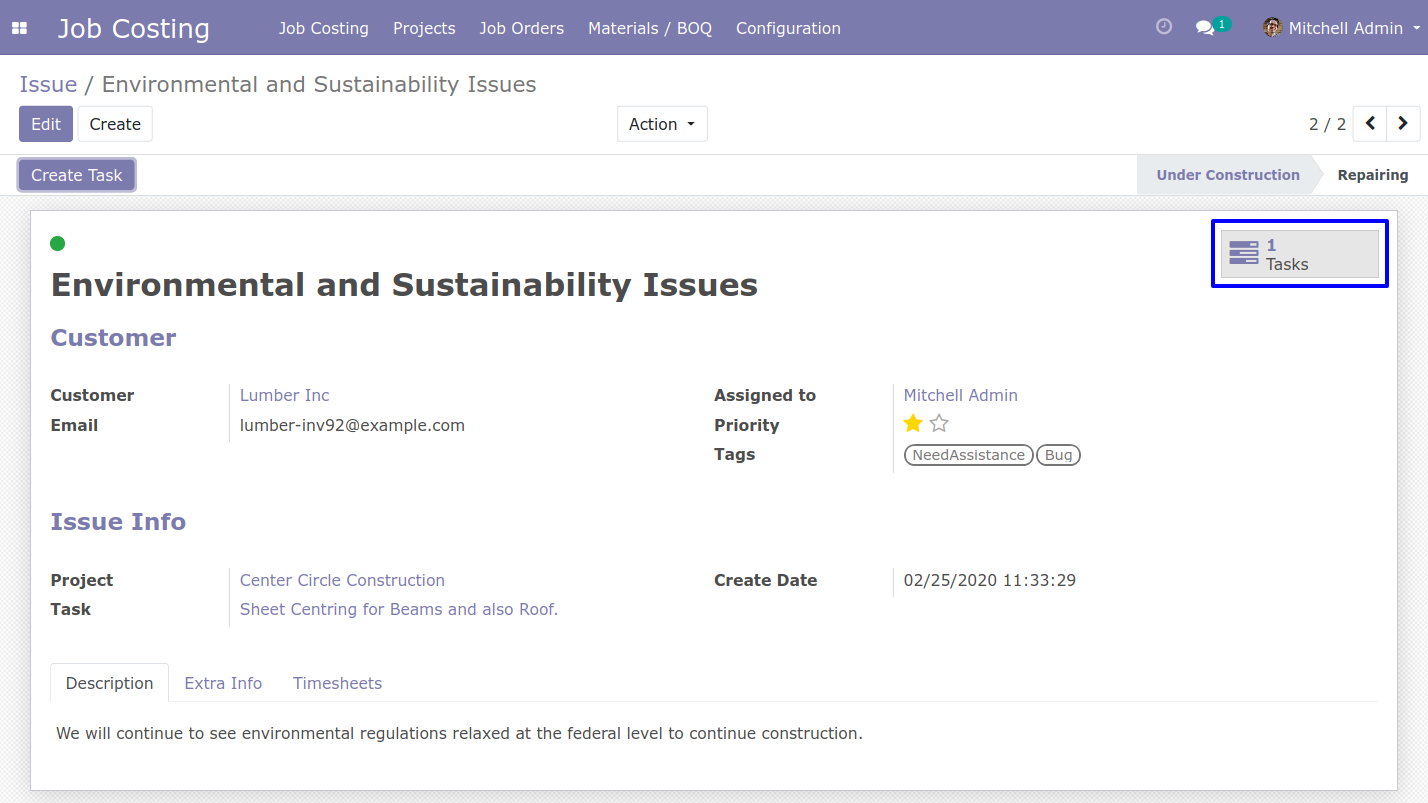 Job Costing Job Costing Projects Job Orders Materials / BOQ Configuration 1 Mitchell Admin
Issue / Environmental and Sustainability Issues
Edit Create Action 2 / 2
Create Task Under Construction Repairing
1
Tasks
Environmental and Sustainability Issues
Customer
Customer Lumber Inc Assigned to Mitchell Admin
Email lumber-inv92@example.com Priority
Tags NeedAssistance Bug
Issue Info
Project Center Circle Construction Create Date 02/25/2020 11:33:29
Task Sheet Centring for Beams and also Roof.
Description Extra Info Timesheets
We will continue to see environmental regulations relaxed at the federal level to continue construction.